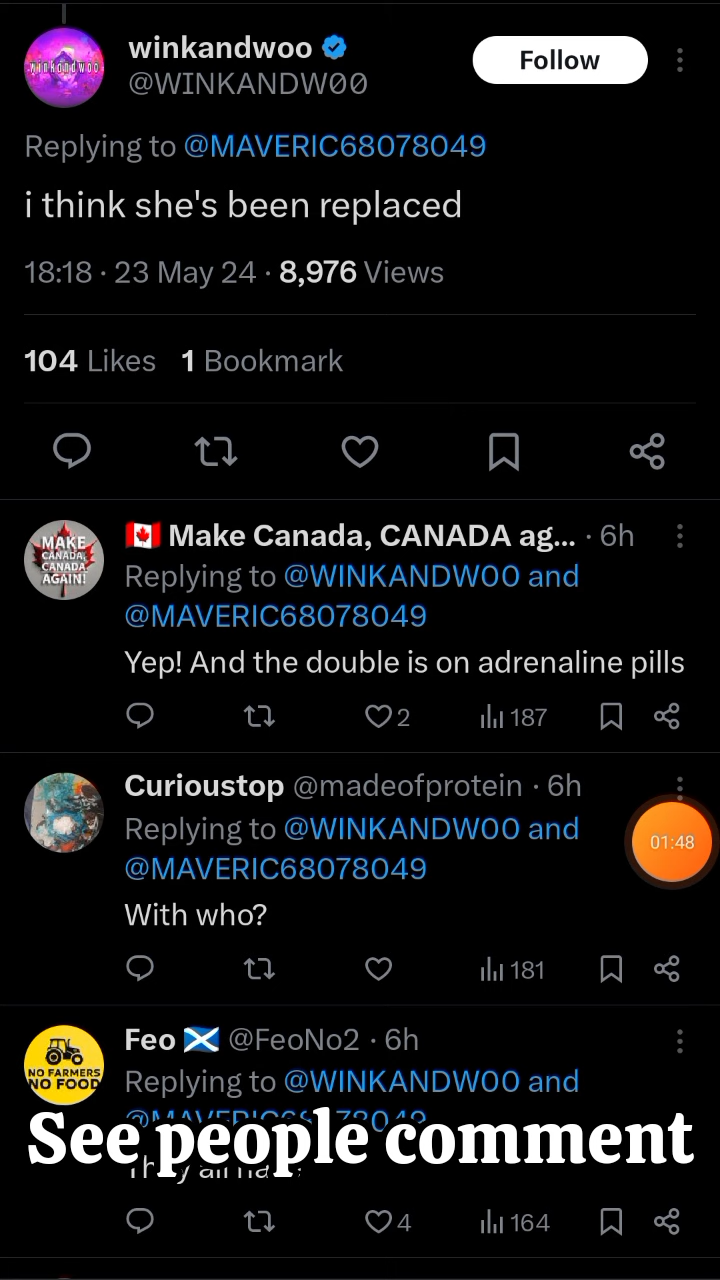 winkandwoo
winkandwoo
Follow
@WINKANDW00
Replying to @MAVERIC68078049
i think she's been replaced
18:18 · 23 May 24 · 8,976 Views
104 Likes 1 Bookmark
MAKE CANADA, CANADA AGAIN!
🇨🇦 Make Canada, CANADA ag... · 6h
Replying to @WINKANDW00 and
@MAVERIC68078049
Yep! And the double is on adrenaline pills
2 187
Curioustop @madeofprotein · 6h
Replying to @WINKANDW00 and
@MAVERIC68078049
01:48
With who?
181
NO FARMERS
NO FOOD
Feo 🏴󠁧󠁢󠁳󠁣󠁴󠁿 @FeoNo2 · 6h
Replying to @WINKANDW00 and
@MAVERIC68078049
See people comment
4 164